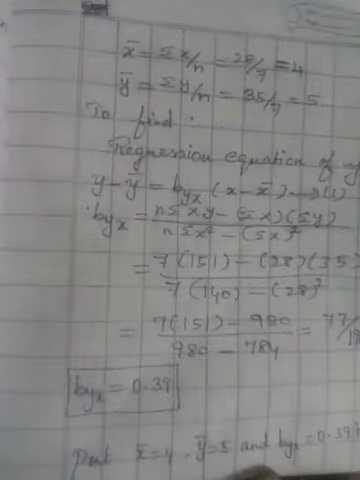 x̄ = Σx/n = 28/7 = 4
ȳ = Σy/n = 35/7 = 5
To find :
Regression equation of y
y - ȳ = byx (x - x̄) → (1)
byx = nΣxy - (Σx)(Σy) / nΣx² - (Σx)²
= 7(151) - (28)(35) / 7(140) - (28)²
= 7(151) - 980 / 980 - 784 = 77/
byx = 0.39
Put x̄ = 4, ȳ = 5 and byx = 0.39